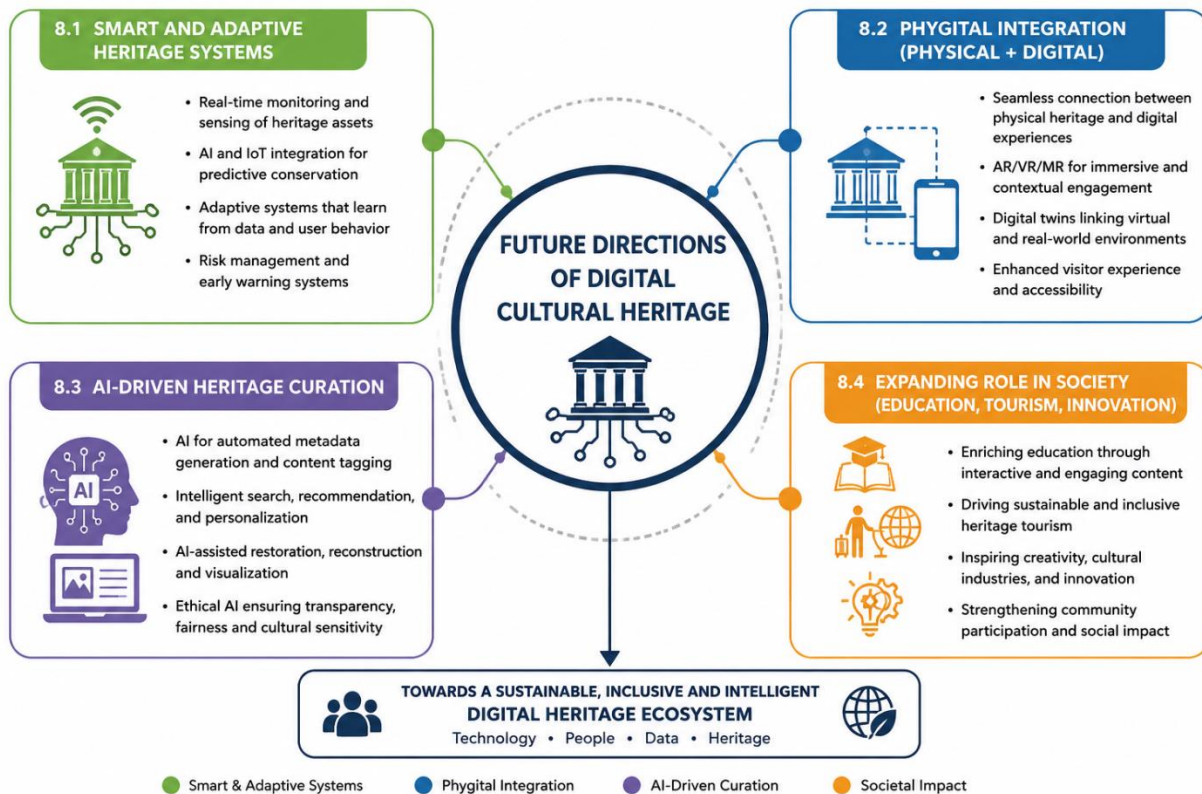 8.1 SMART AND ADAPTIVE
HERITAGE SYSTEMS
• Real-time monitoring and
sensing of heritage assets
• AI and IoT integration for
predictive conservation
• Adaptive systems that learn
from data and user behavior
• Risk management and
early warning systems
8.2 PHYGITAL INTEGRATION
(PHYSICAL + DIGITAL)
• Seamless connection between
physical heritage and digital
experiences
• AR/VR/MR for immersive and
contextual engagement
• Digital twins linking virtual
and real-world environments
• Enhanced visitor experience
and accessibility
FUTURE DIRECTIONS
OF DIGITAL
CULTURAL HERITAGE
8.3 AI-DRIVEN HERITAGE CURATION
AI
• AI for automated metadata
generation and content tagging
• Intelligent search, recommendation,
and personalization
• AI-assisted restoration, reconstruction
and visualization
• Ethical AI ensuring transparency,
fairness and cultural sensitivity
8.4 EXPANDING ROLE IN SOCIETY
(EDUCATION, TOURISM, INNOVATION)
• Enriching education through
interactive and engaging content
• Driving sustainable and inclusive
heritage tourism
• Inspiring creativity, cultural
industries, and innovation
• Strengthening community
participation and social impact
TOWARDS A SUSTAINABLE, INCLUSIVE AND INTELLIGENT
DIGITAL HERITAGE ECOSYSTEM
Technology • People • Data • Heritage
Smart & Adaptive Systems
Phygital Integration
AI-Driven Curation
Societal Impact